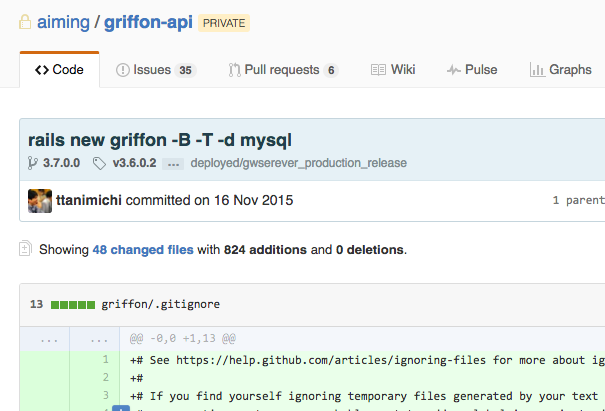 aiming / griffon-api PRIVATE
Code Issues 35 Pull requests 6 Wiki Pulse Graphs
rails new griffon -B -T -d mysql
3.7.0.0 v3.6.0.2 ... deployed/gwserever_production_release
ttanimichi committed on 16 Nov 2015 1 parent
Showing 48 changed files with 824 additions and 0 deletions.
13 griffon/.gitignore
... ... @@ -0,0 +1,13 @@
1 +# See https://help.github.com/articles/ignoring-files for more about ig
2 +#
3 +# If you find yourself ignoring temporary files generated by your text